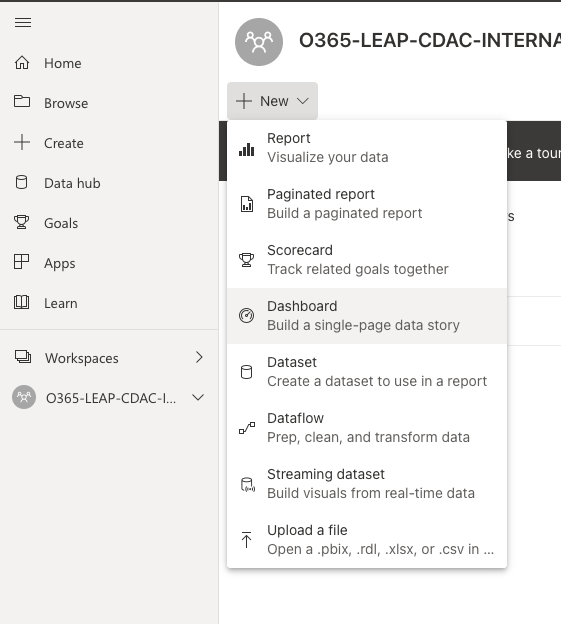 O365-LEAP-CDAC-INTERNA
Home
Browse
Create
Data hub
Goals
Apps
Learn
Workspaces
O365-LEAP-CDAC-I...
New
Report
Visualize your data
Paginated report
Build a paginated report
Scorecard
Track related goals together
Dashboard
Build a single-page data story
Dataset
Create a dataset to use in a report
Dataflow
Prep, clean, and transform data
Streaming dataset
Build visuals from real-time data
Upload a file
Open a .pbix, .rdl, .xlsx, or .csv in ...
ke a tour
s